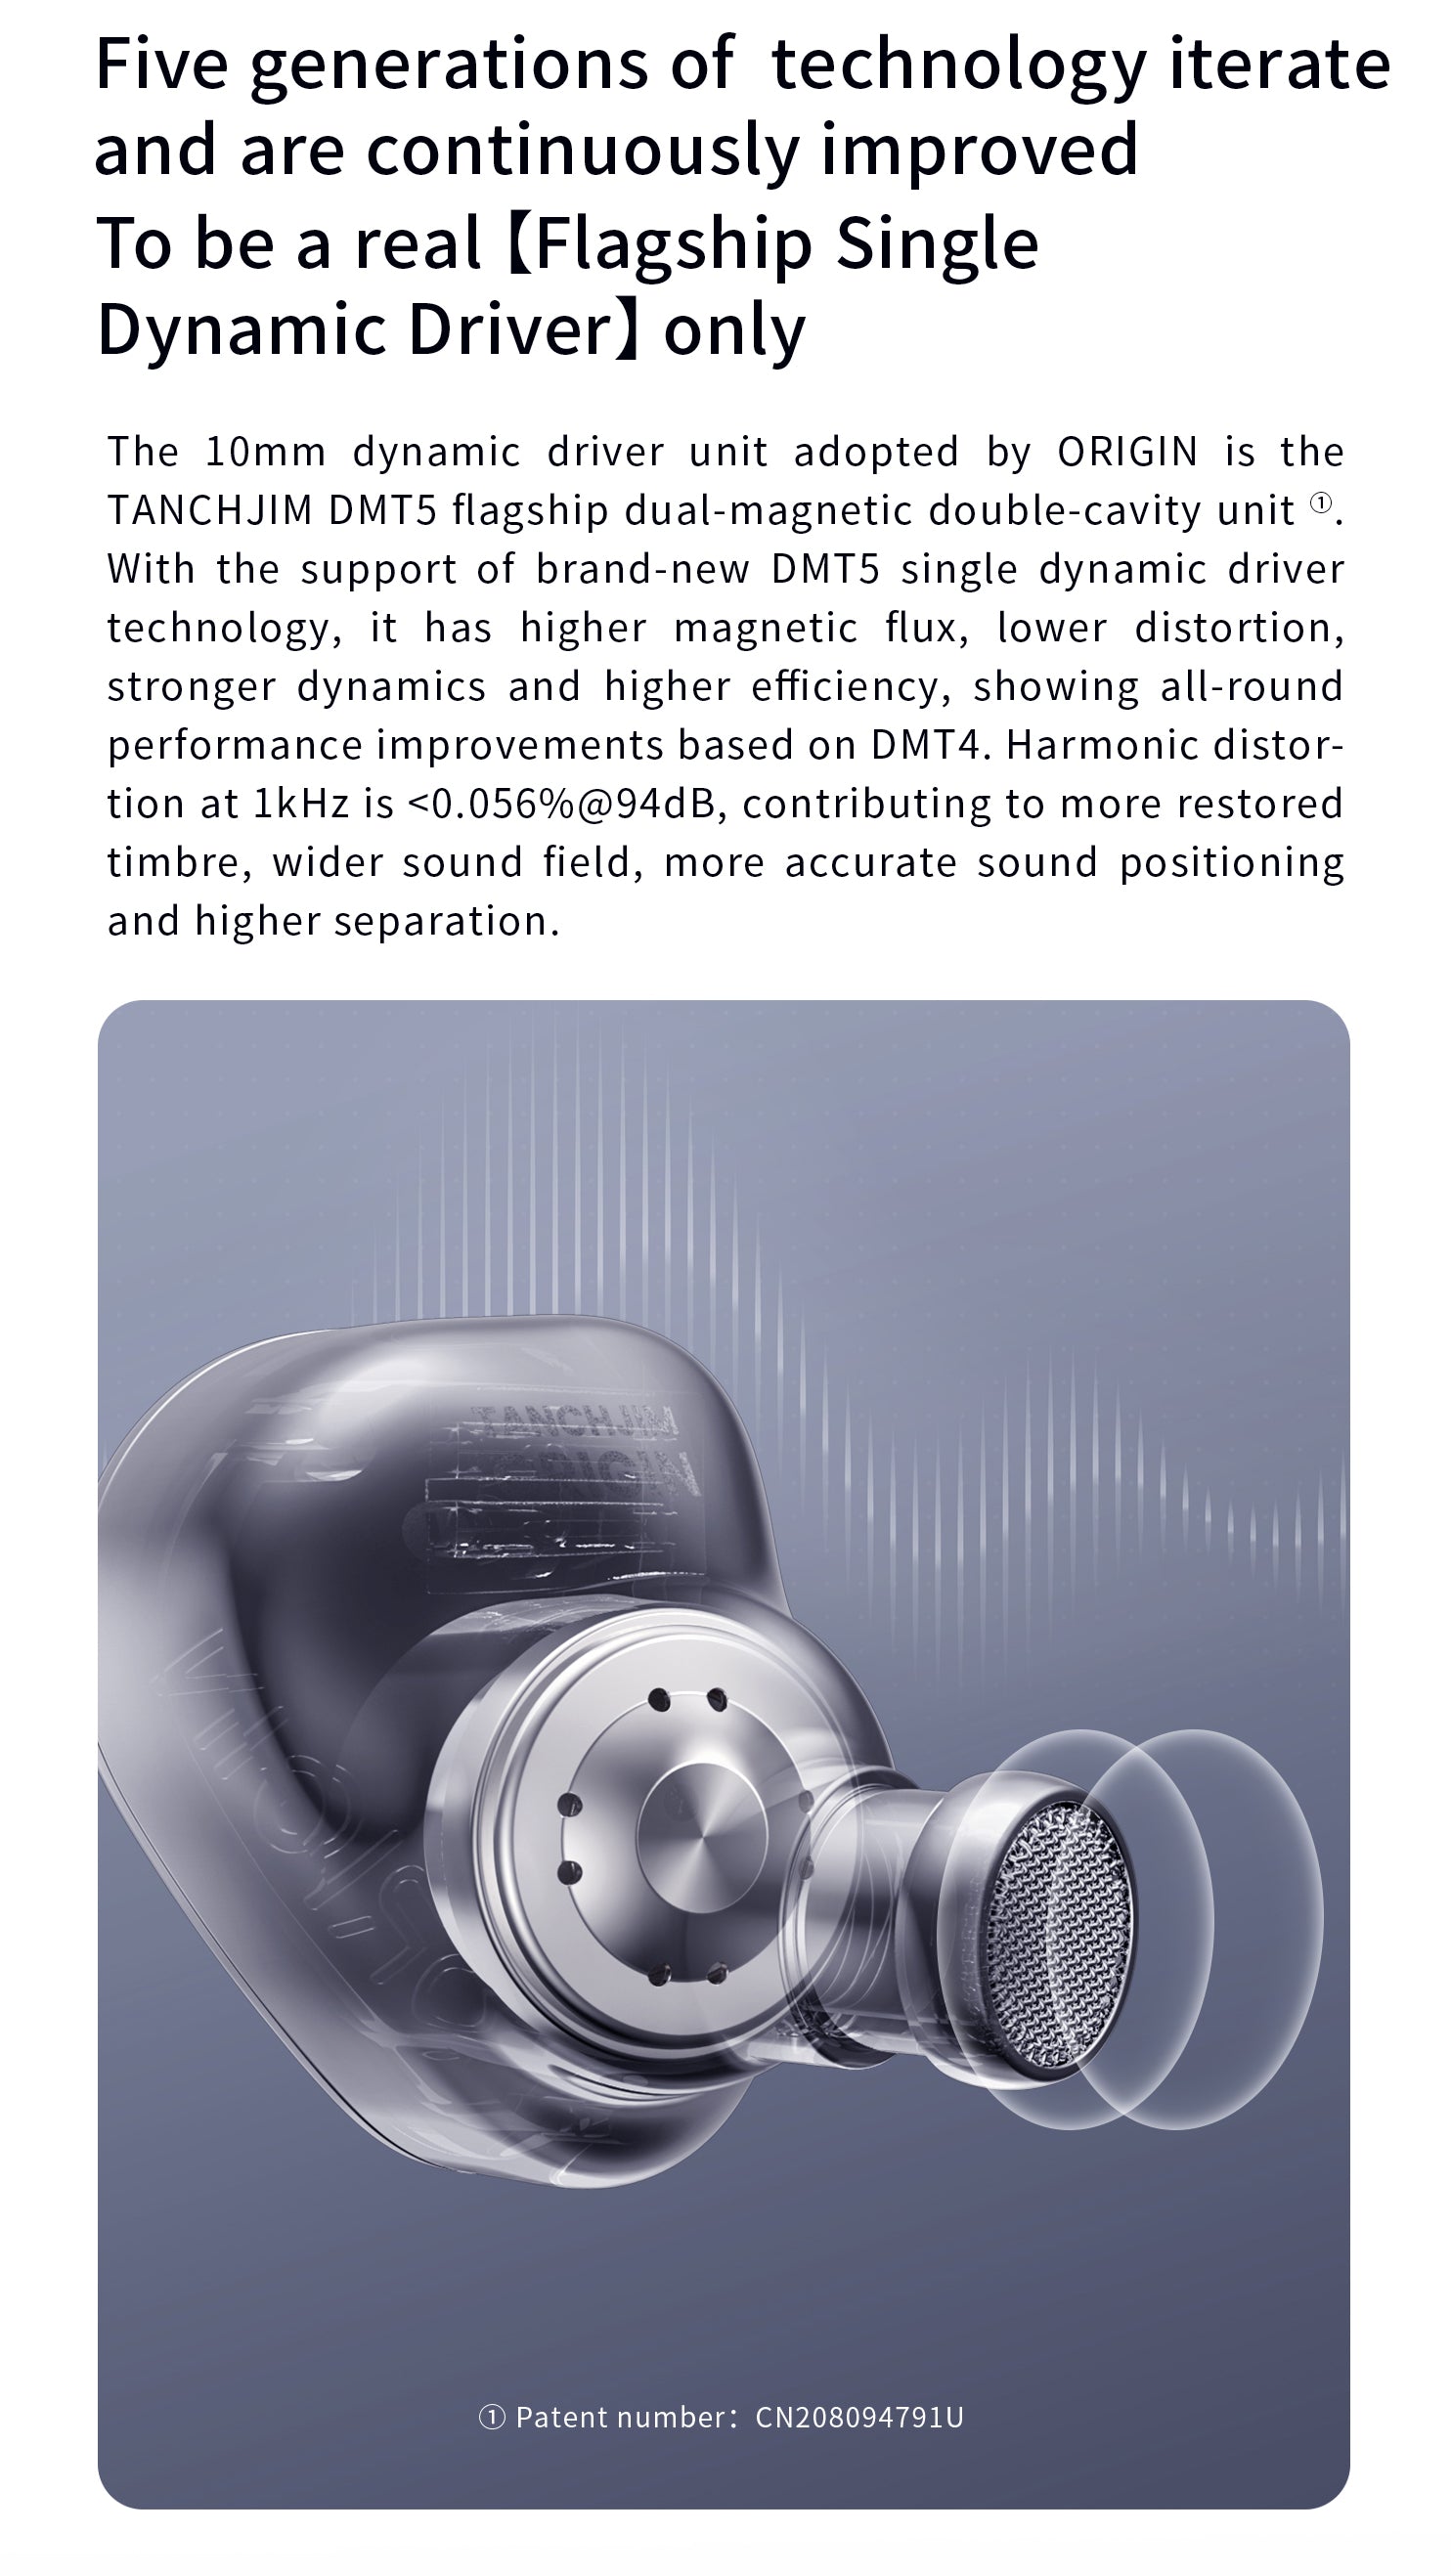 Five generations of technology iterate
and are continuously improved
To be a real【Flagship Single
Dynamic Driver】only
The 10mm dynamic driver unit adopted by ORIGIN is the
TANCHJIM DMT5 flagship dual-magnetic double-cavity unit ①.
With the support of brand-new DMT5 single dynamic driver
technology, it has higher magnetic flux, lower distortion,
stronger dynamics and higher efficiency, showing all-round
performance improvements based on DMT4. Harmonic distor-
tion at 1kHz is <0.056%@94dB, contributing to more restored
timbre, wider sound field, more accurate sound positioning
and higher separation.
TANCHJIM
ORIGIN
① Patent number：CN208094791U